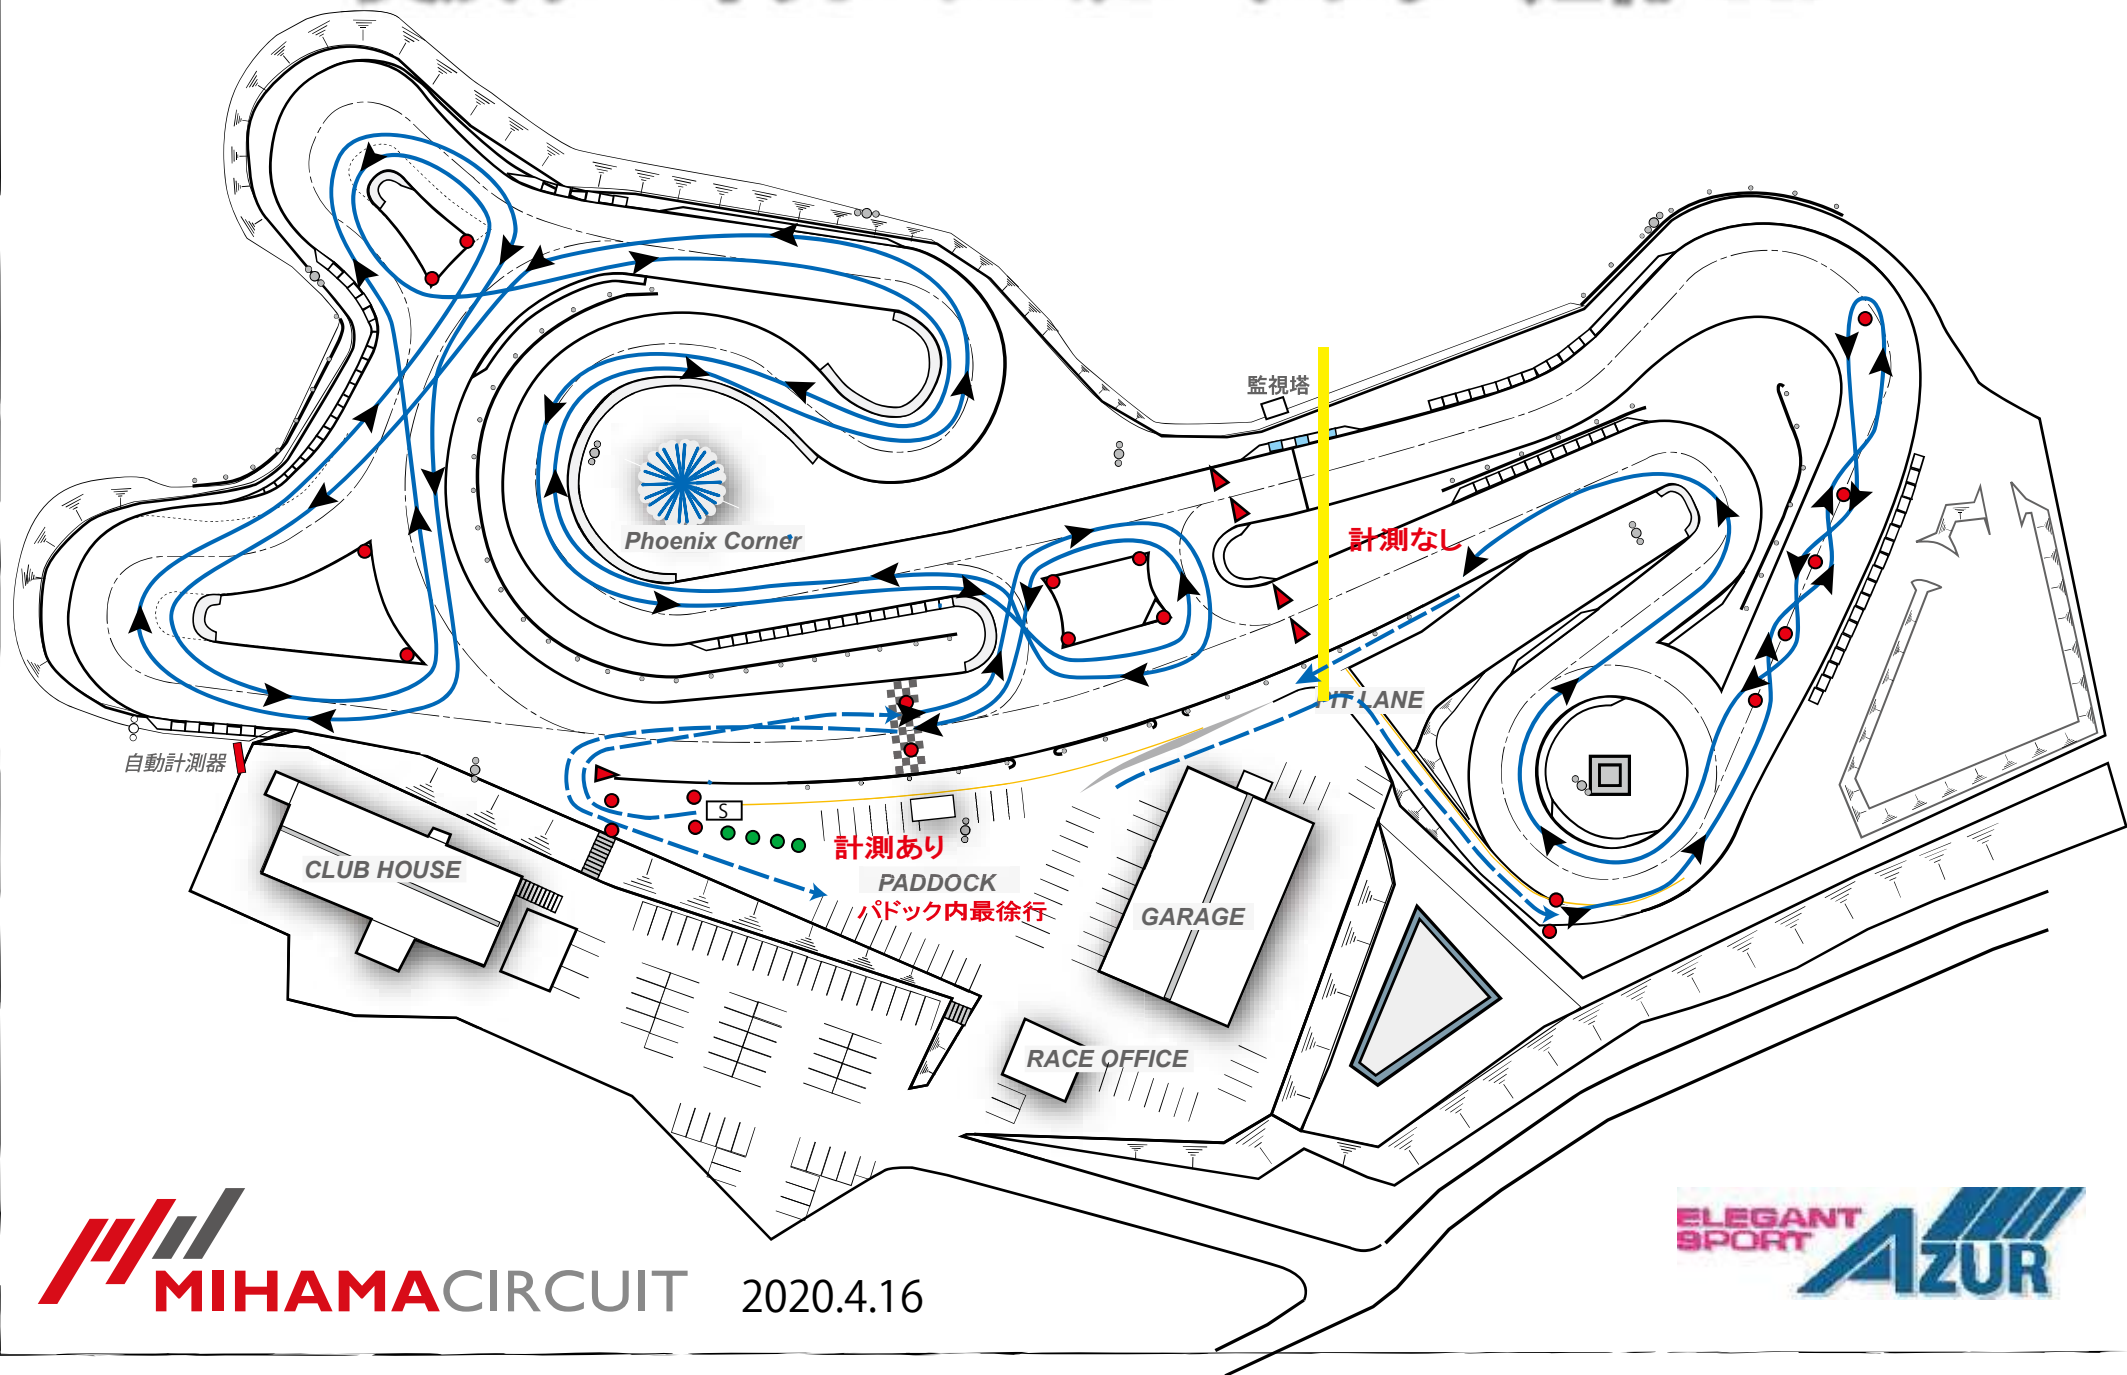 監視塔
計測なし
Phoenix Corner
PIT LANE
自動計測器
S
計測あり
CLUB HOUSE
PADDOCK
パドック内最徐行
GARAGE
RACE OFFICE
MIHAMACIRCUIT
2020.4.16
ELEGANT
SPORT
AZUR